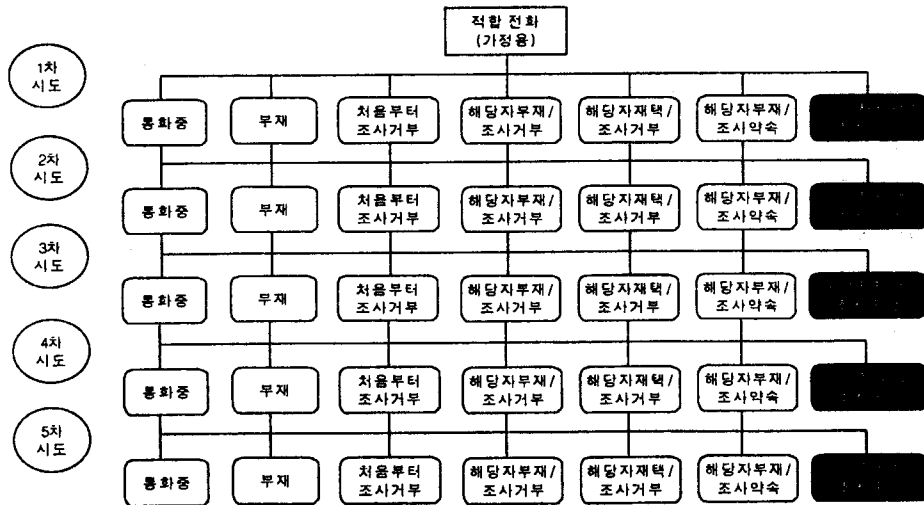 적합 전화
(가정용)
1차
시도
통화중
부재
처음부터
조사거부
해당자부재/
조사거부
해당자재택/
조사거부
해당자부재/
조사약속
2차
시도
통화중
부재
처음부터
조사거부
해당자부재/
조사거부
해당자재택/
조사거부
해당자부재/
조사약속
3차
시도
통화중
부재
처음부터
조사거부
해당자부재/
조사거부
해당자재택/
조사거부
해당자부재/
조사약속
4차
시도
통화중
부재
처음부터
조사거부
해당자부재/
조사거부
해당자재택/
조사거부
해당자부재/
조사약속
5차
시도
통화중
부재
처음부터
조사거부
해당자부재/
조사거부
해당자재택/
조사거부
해당자부재/
조사약속